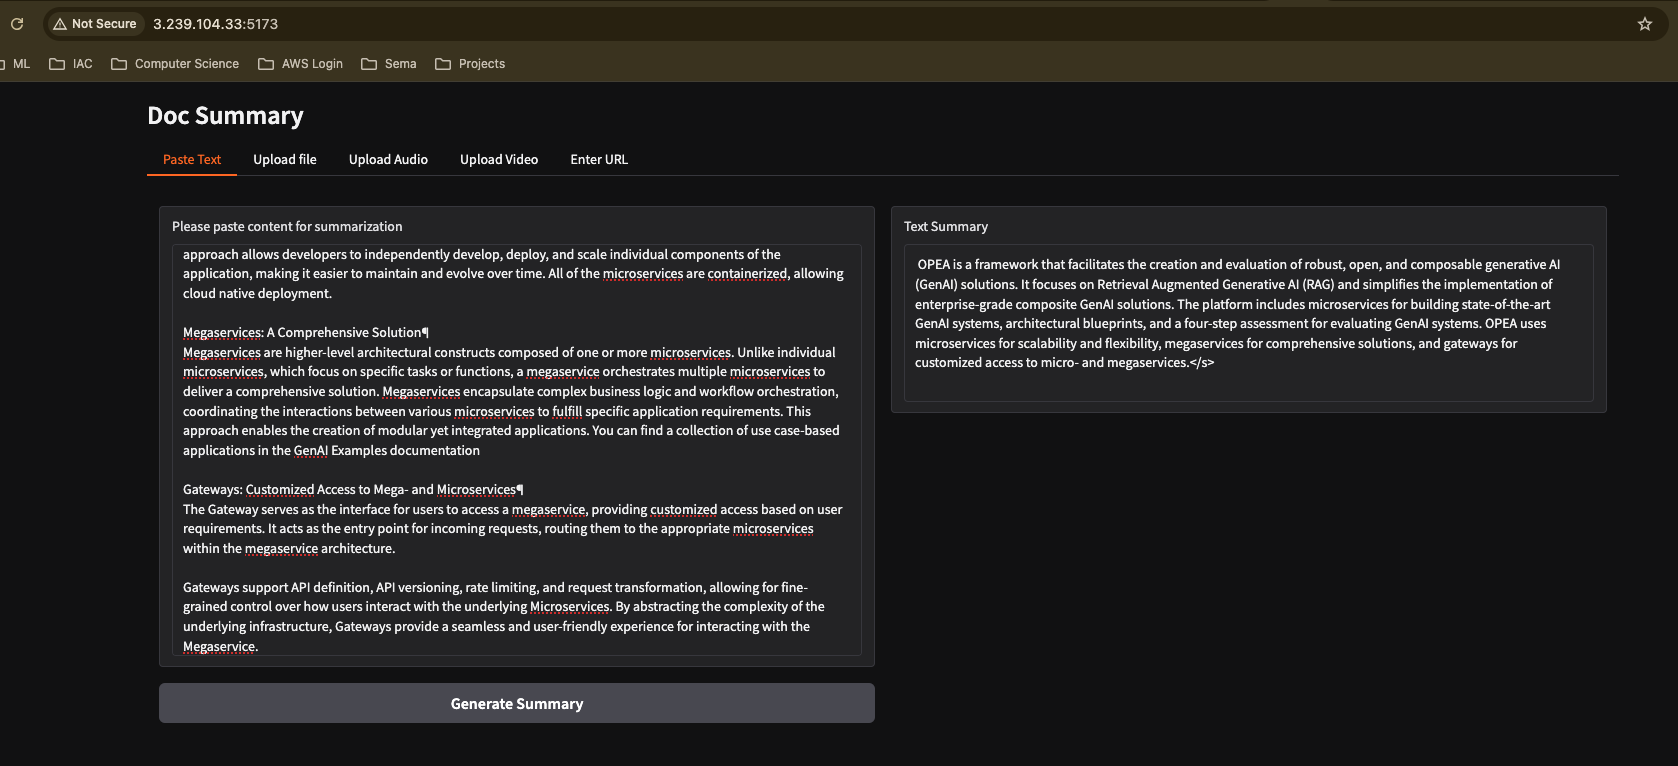 Not Secure 3.239.104.33:5173
ML IAC Computer Science AWS Login Sema Projects
Doc Summary
Paste Text Upload file Upload Audio Upload Video Enter URL
Please paste content for summarization
approach allows developers to independently develop, deploy, and scale individual components of the
application, making it easier to maintain and evolve over time. All of the microservices are containerized, allowing
cloud native deployment.
Megaservices: A Comprehensive Solution¶
Megaservices are higher-level architectural constructs composed of one or more microservices. Unlike individual
microservices, which focus on specific tasks or functions, a megaservice orchestrates multiple microservices to
deliver a comprehensive solution. Megaservices encapsulate complex business logic and workflow orchestration,
coordinating the interactions between various microservices to fulfill specific application requirements. This
approach enables the creation of modular yet integrated applications. You can find a collection of use case-based
applications in the GenAI Examples documentation
Gateways: Customized Access to Mega- and Microservices¶
The Gateway serves as the interface for users to access a megaservice, providing customized access based on user
requirements. It acts as the entry point for incoming requests, routing them to the appropriate microservices
within the megaservice architecture.
Gateways support API definition, API versioning, rate limiting, and request transformation, allowing for fine-
grained control over how users interact with the underlying Microservices. By abstracting the complexity of the
underlying infrastructure, Gateways provide a seamless and user-friendly experience for interacting with the
Megaservice.
Generate Summary
Text Summary
OPEA is a framework that facilitates the creation and evaluation of robust, open, and composable generative AI
(GenAI) solutions. It focuses on Retrieval Augmented Generative AI (RAG) and simplifies the implementation of
enterprise-grade composite GenAI solutions. The platform includes microservices for building state-of-the-art
GenAI systems, architectural blueprints, and a four-step assessment for evaluating GenAI systems. OPEA uses
microservices for scalability and flexibility, megaservices for comprehensive solutions, and gateways for
customized access to micro- and megaservices.</s>